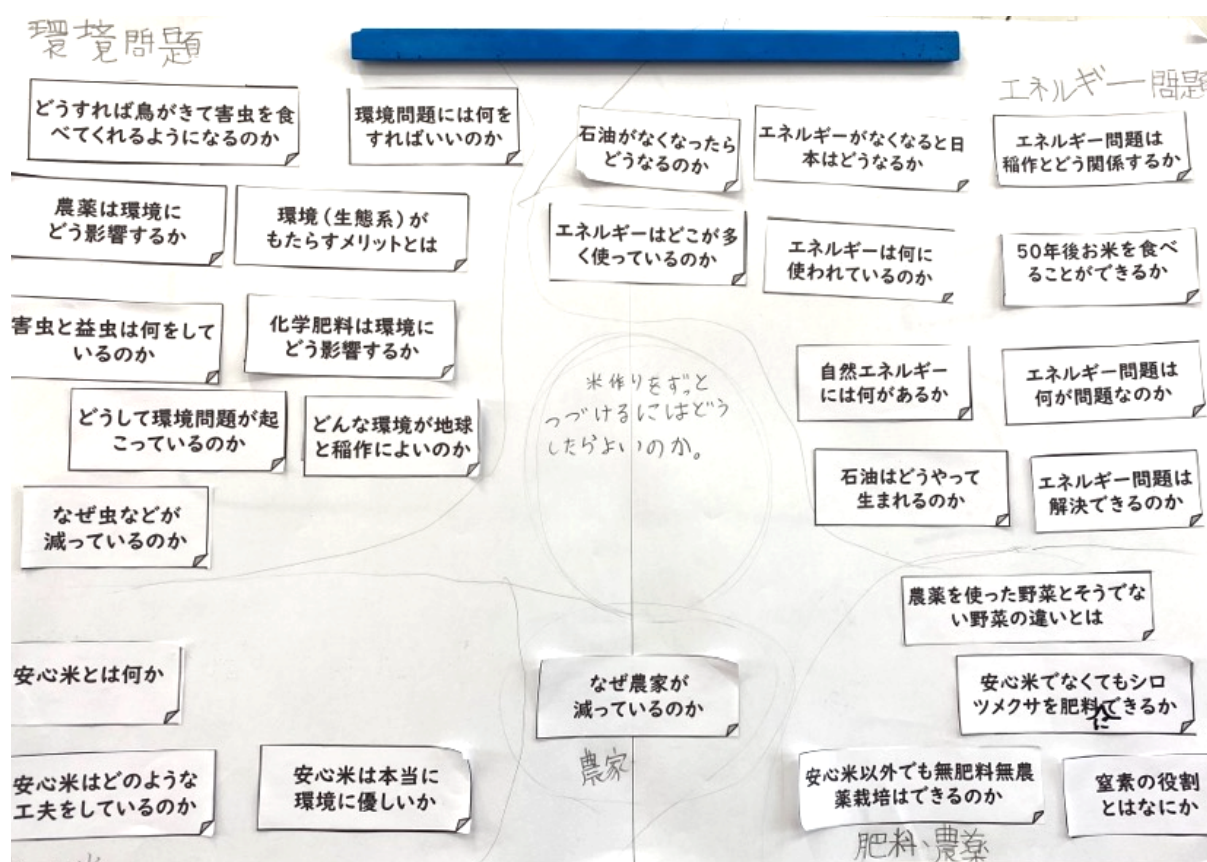 環境問題
どうすれば鳥がきて害虫を食
べてくれるようになるのか
環境問題には何を
すればいいのか
農薬は環境に
どう影響するか
環境（生態系）が
もたらすメリットとは
害虫と益虫は何をして
いるのか
化学肥料は環境に
どう影響するか
どうして環境問題が起
こっているのか
どんな環境が地球
と稲作によいのか
なぜ虫などが
減っているのか
エネルギー問題
石油がなくなったら
どうなるのか
エネルギーがなくなると日
本はどうなるか
エネルギー問題は
稲作とどう関係するか
エネルギーはどこが多
く使っているのか
エネルギーは何に
使われているのか
50年後お米を食べ
ることができるか
自然エネルギー
には何があるか
エネルギー問題は
何が問題なのか
石油はどうやって
生まれるのか
エネルギー問題は
解決できるのか
米作りをずっと
つづけるにはどう
したらよいのか。
安心米とは何か
安心米はどのような
工夫をしているのか
安心米は本当に
環境に優しいか
なぜ農家が
減っているのか
農家
農薬を使った野菜とそうでな
い野菜の違いとは
安心米でなくてもシロ
ツメクサを肥料にできるか
安心米以外でも無肥料無農
薬栽培はできるのか
窒素の役割
とはなにか
肥料、農薬